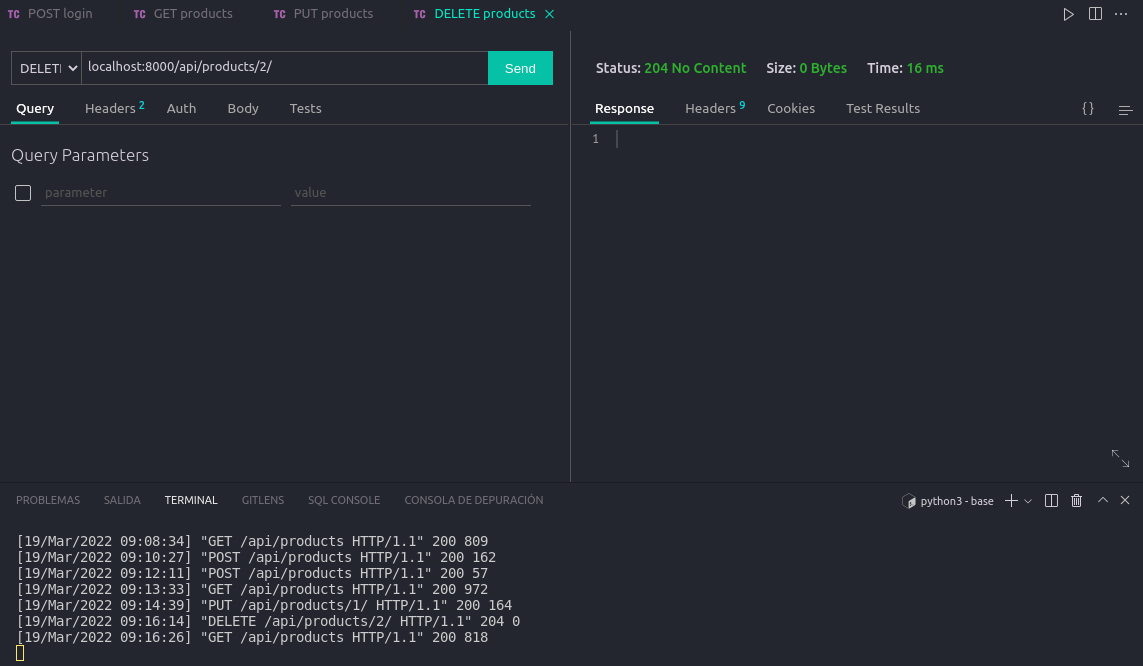 TC POST login TC GET products TC PUT products TC DELETE products
DELETI localhost:8000/api/products/2/ Send
Status: 204 No Content Size: 0 Bytes Time: 16 ms
Query Headers 2 Auth Body Tests
Response Headers 9 Cookies Test Results {}
1
Query Parameters
parameter value
PROBLEMAS SALIDA TERMINAL GITLENS SQL CONSOLE CONSOLA DE DEPURACIÓN python3 - base
[19/Mar/2022 09:08:34] "GET /api/products HTTP/1.1" 200 809
[19/Mar/2022 09:10:27] "POST /api/products HTTP/1.1" 200 162
[19/Mar/2022 09:12:11] "POST /api/products HTTP/1.1" 200 57
[19/Mar/2022 09:13:33] "GET /api/products HTTP/1.1" 200 972
[19/Mar/2022 09:14:39] "PUT /api/products/1/ HTTP/1.1" 200 164
[19/Mar/2022 09:16:14] "DELETE /api/products/2/ HTTP/1.1" 204 0
[19/Mar/2022 09:16:26] "GET /api/products HTTP/1.1" 200 818